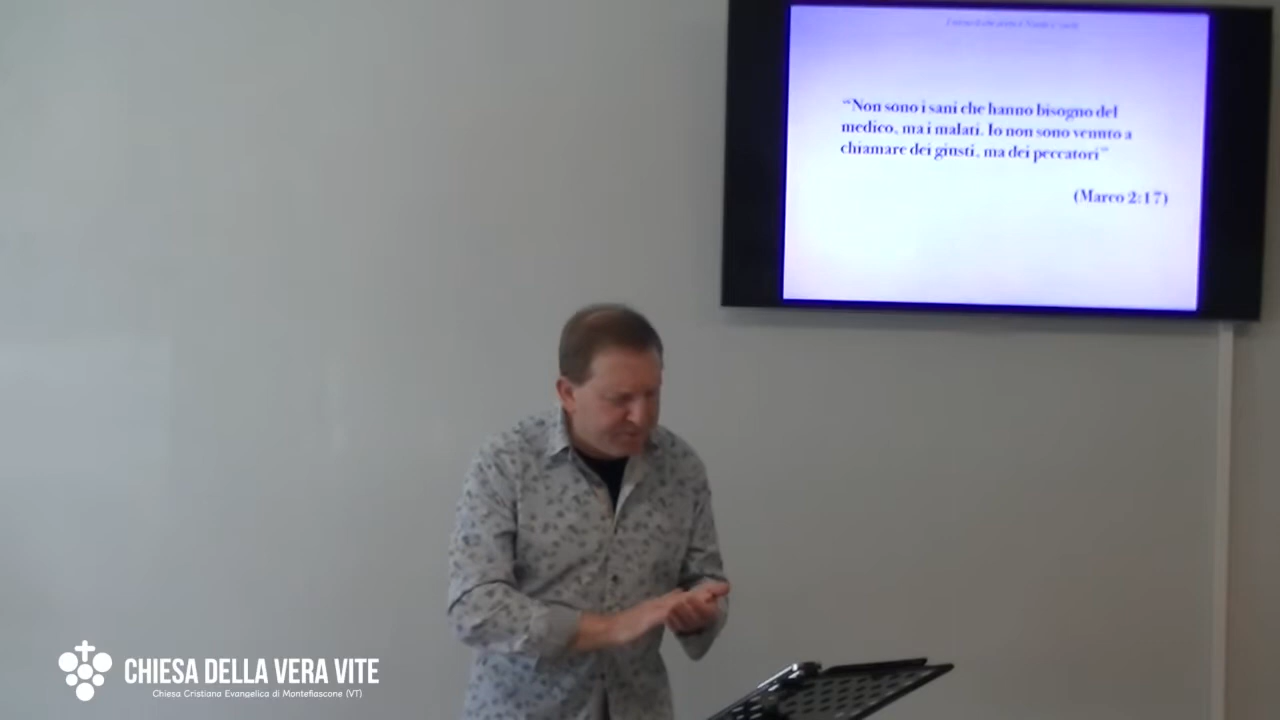 “Non sono i sani che hanno bisogno del
medico, ma i malati. Io non sono venuto a
chiamare dei giusti, ma dei peccatori”
(Marco 2:17)
CHIESA DELLA VERA VITE
Chiesa Cristiana Evangelica di Montefiascone (VT)